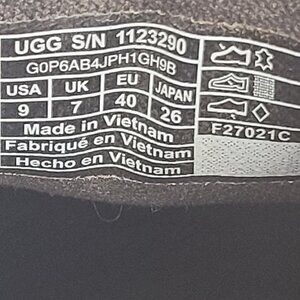 UGG S/N 1123290
G0P6AB4JPH1GH9B
USA UK EU JAPAN
9 7 40 26
Made in Vietnam
Fabriqué en Vietnam
Hecho en Vietnam
F27021C